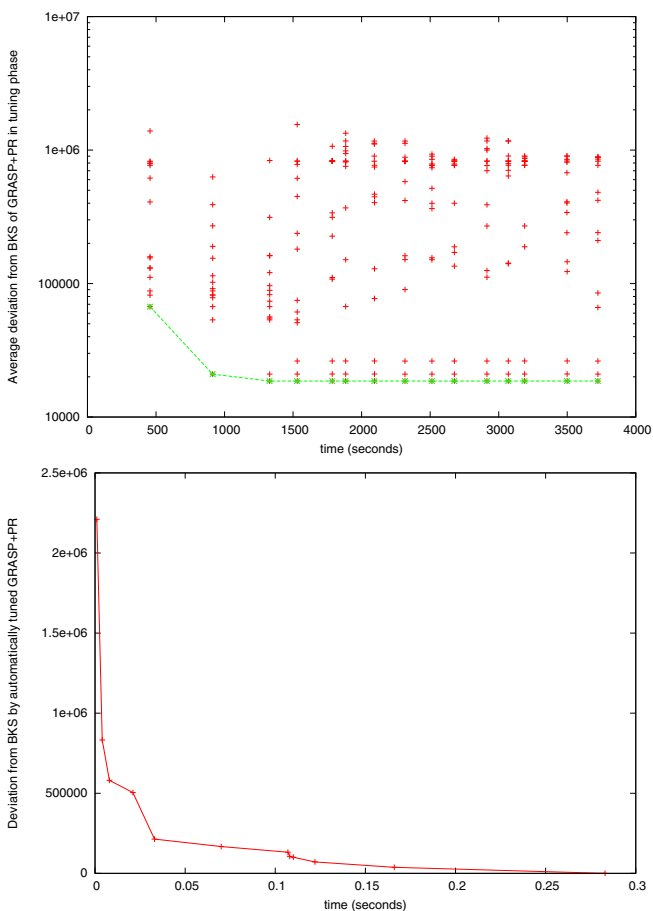 1e+07
1e+06
100000
10000
Average deviation from BKS of GRASP+PR in tuning phase
0 500 1000 1500 2000 2500 3000 3500 4000
time (seconds)
2.5e+06
2e+06
1.5e+06
1e+06
500000
0
Deviation from BKS by automatically tuned GRASP+PR
0 0.05 0.1 0.15 0.2 0.25 0.3
time (seconds)